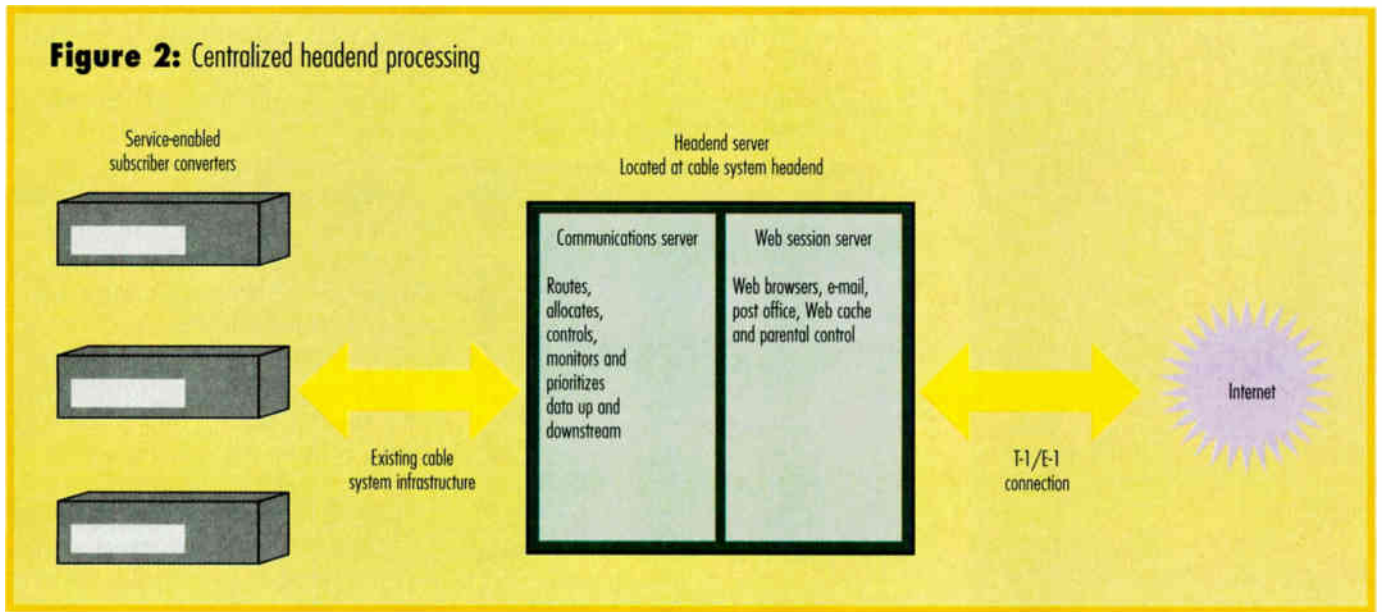 Figure 2: Centralized headend processing
Service-enabled
subscriber converters
Headend server
Located at cable system headend
Communications server
Routes,
allocates,
controls,
monitors and
prioritizes
data up and
downstream
Web session server
Web browsers, e-mail,
post office, Web cache
and parental control
Existing cable
system infrastructure
T-1/E-1
connection
Internet